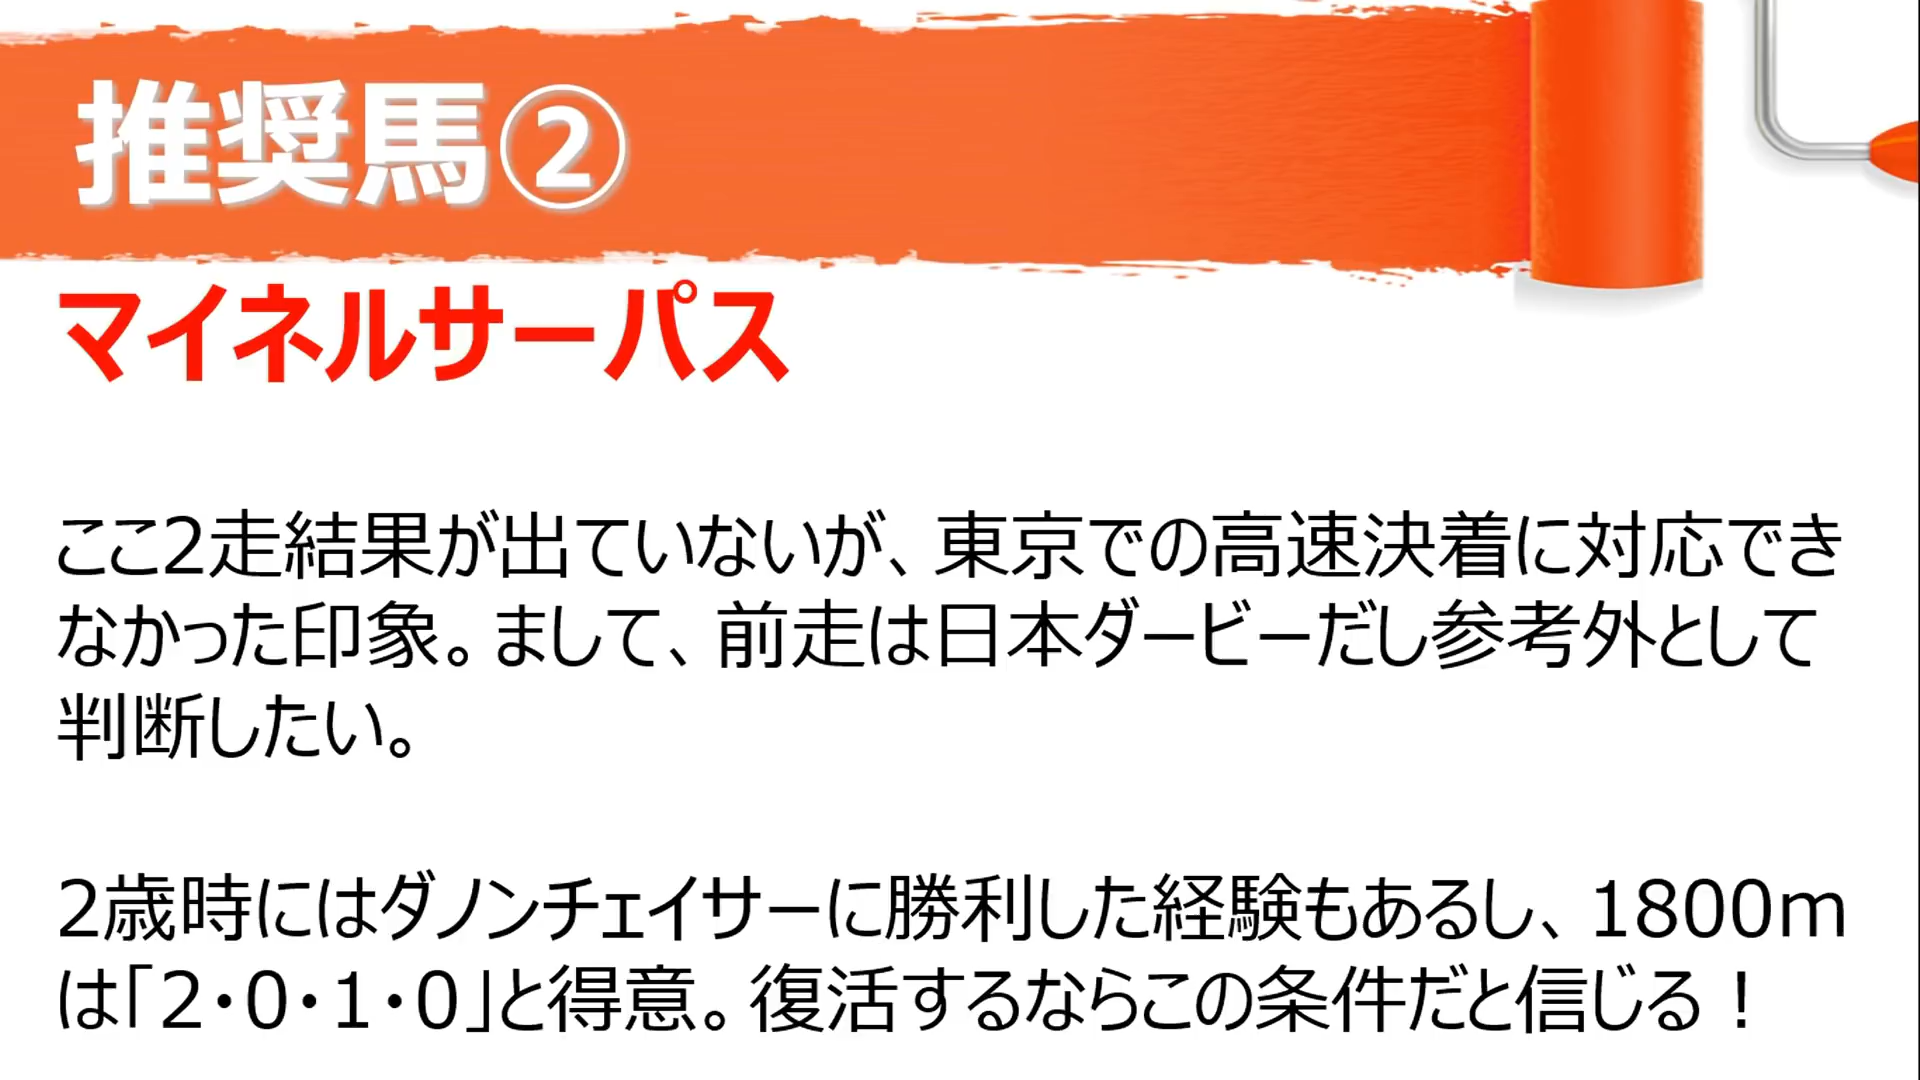 推奨馬②
マイネルサーパス
ここ2走結果が出ていないが、東京での高速決着に対応でき
なかった印象。まして、前走は日本ダービーだし参考外として
判断したい。
2歳時にはダノンチェイサーに勝利した経験もあるし、1800m
は「2・0・1・0」と得意。復活するならこの条件だと信じる！